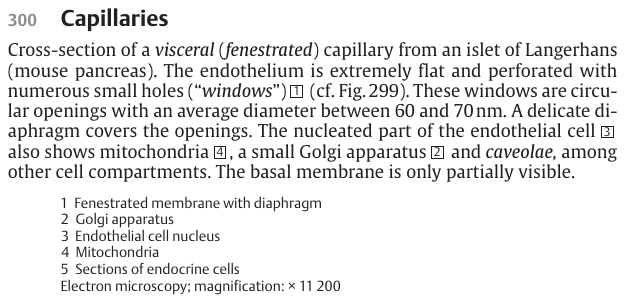 300 Capillaries
Cross-section of a visceral (fenestrated) capillary from an islet of Langerhans
(mouse pancreas). The endothelium is extremely flat and perforated with
numerous small holes (“windows”) 1 (cf. Fig. 299). These windows are circu-
lar openings with an average diameter between 60 and 70 nm. A delicate di-
aphragm covers the openings. The nucleated part of the endothelial cell 3
also shows mitochondria 4, a small Golgi apparatus 2 and caveolae, among
other cell compartments. The basal membrane is only partially visible.
1 Fenestrated membrane with diaphragm
2 Golgi apparatus
3 Endothelial cell nucleus
4 Mitochondria
5 Sections of endocrine cells
Electron microscopy; magnification: × 11 200